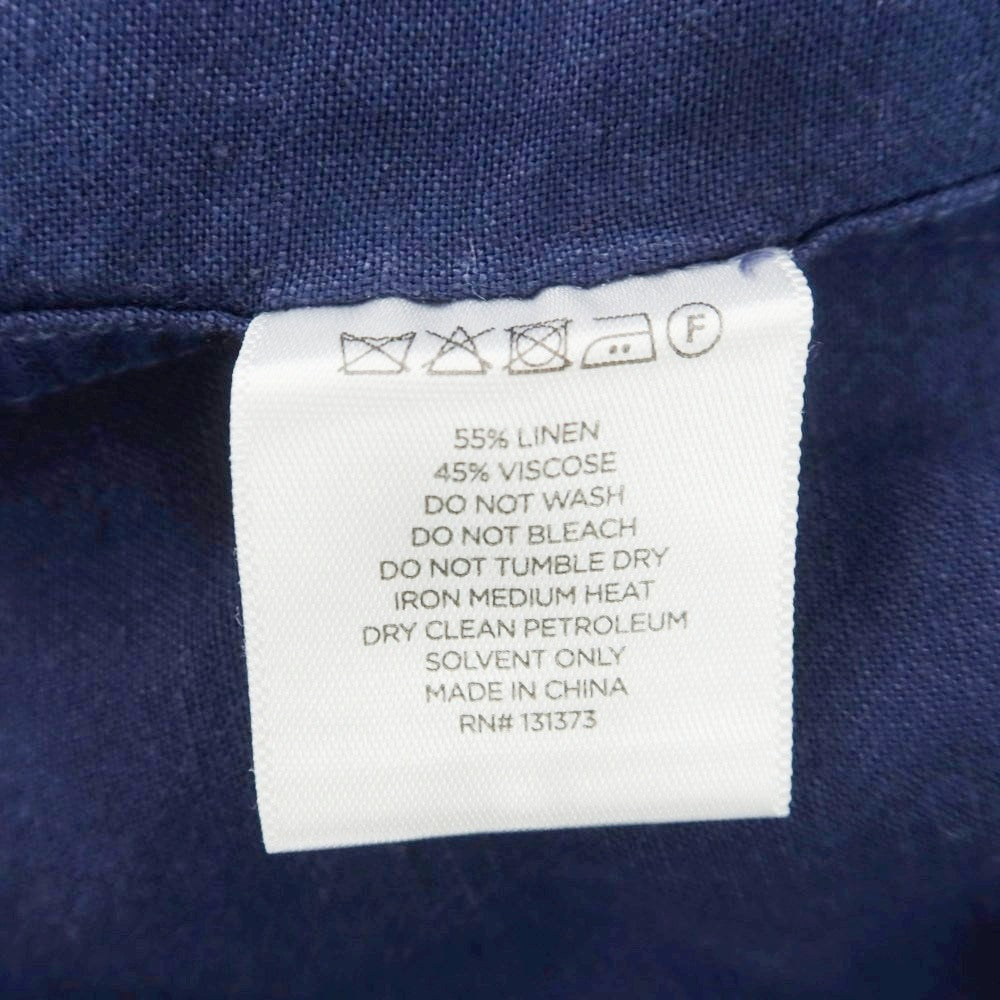 F
55% LINEN
45% VISCOSE
DO NOT WASH
DO NOT BLEACH
DO NOT TUMBLE DRY
IRON MEDIUM HEAT
DRY CLEAN PETROLEUM
SOLVENT ONLY
MADE IN CHINA
RN# 131373